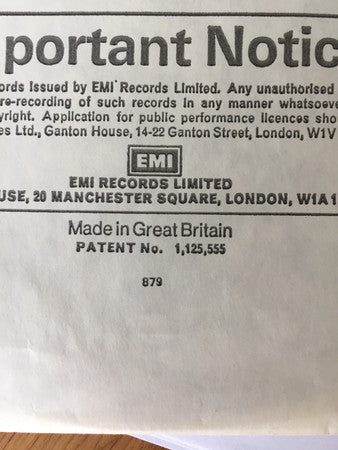 portant Notic
ords Issued by EMI Records Limited. Any unauthorised
re-recording of such records in any manner whatsoeve
yright. Application for public performance licences sho
es Ltd., Ganton House, 14-22 Ganton Street, London, W1V
EMI
EMI RECORDS LIMITED
USE, 20 MANCHESTER SQUARE, LONDON, W1A 1
Made in Great Britain
PATENT No. 1,125,555
879